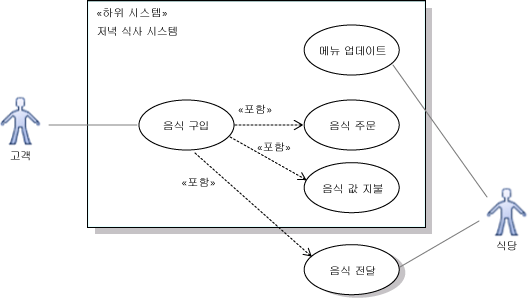 «하위 시스템»
저녁 식사 시스템
메뉴 업데이트
«포함»
음식 구입
음식 주문
«포함»
고객
«포함»
음식 값 지불
식당
음식 전달